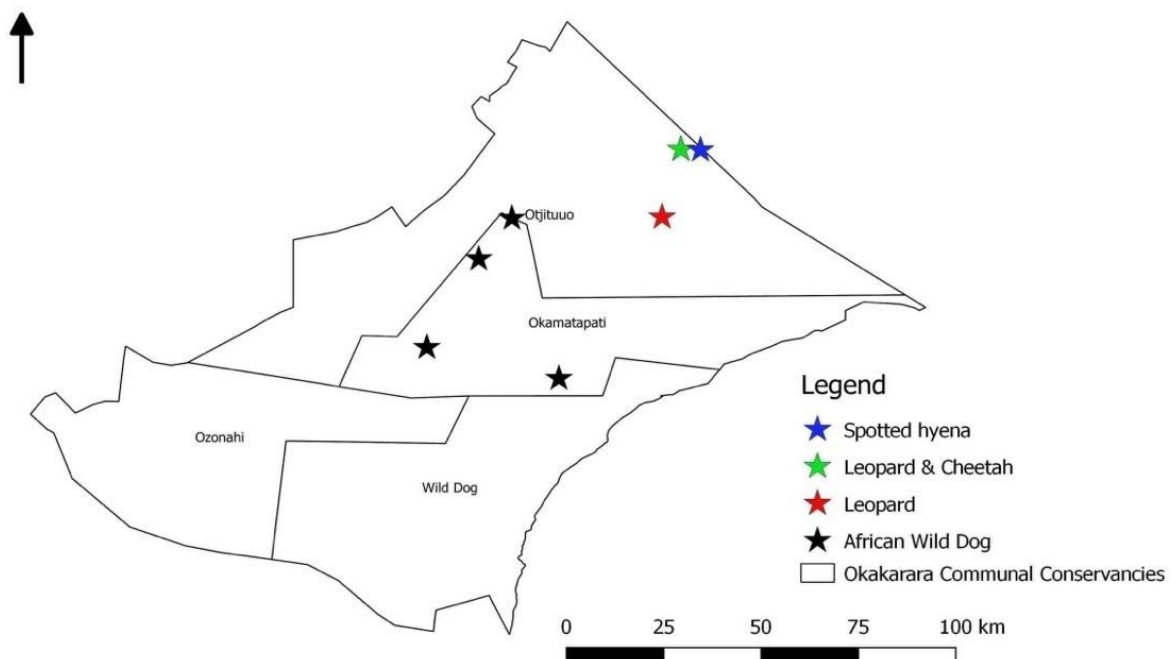 Otjituuo
Okamatapati
Ozonahi
Wild Dog
Legend
Spotted hyena
Leopard & Cheetah
Leopard
African Wild Dog
Okakarara Communal Conservancies
0 25 50 75 100 km